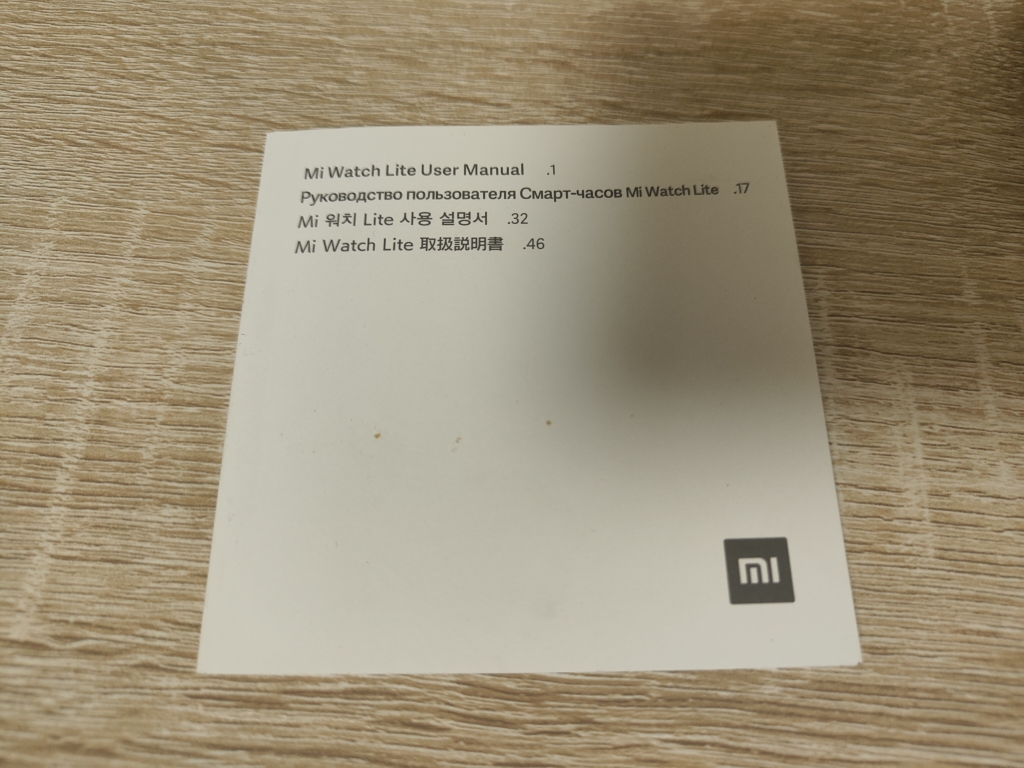 Mi Watch Lite User Manual .1
Руководство пользователя Смарт-часов Mi Watch Lite .17
Mi 워치 Lite 사용 설명서 .32
Mi Watch Lite 取扱説明書 .46
mi